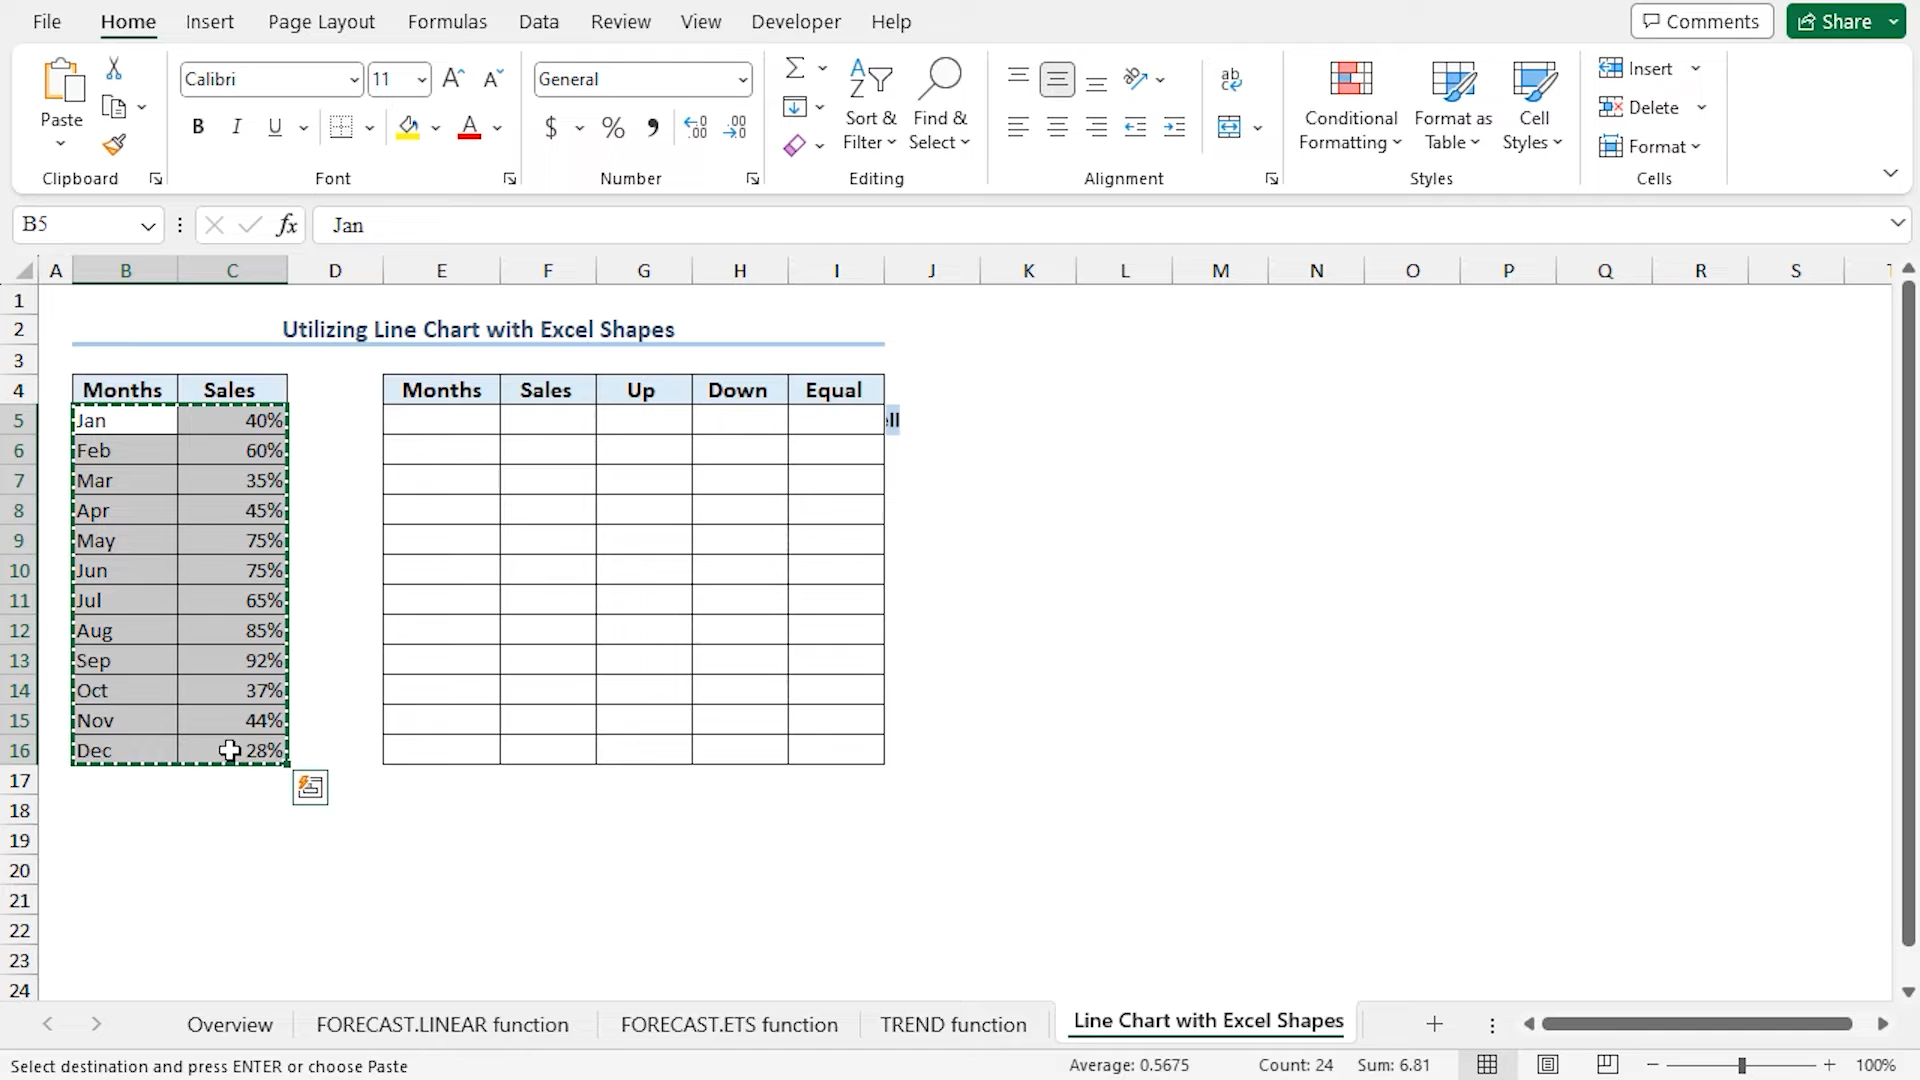 File Home Insert Page Layout Formulas Data Review View Developer Help Comments Share
Calibri 11 General
Paste
B I U $ % , ab
Sort & Filter Find & Select Conditional Formatting Format as Table Cell Styles Insert Delete Format
Clipboard Font Number Editing Alignment Styles Cells
B5 fx Jan
A B C D E F G H I J K L M N O P Q R S
1
2 Utilizing Line Chart with Excel Shapes
3
4 Months Sales Months Sales Up Down Equal
5 Jan 40% ell
6 Feb 60%
7 Mar 35%
8 Apr 45%
9 May 75%
10 Jun 75%
11 Jul 65%
12 Aug 85%
13 Sep 92%
14 Oct 37%
15 Nov 44%
16 Dec 28%
17
18
19
20
21
22
23
24
Overview FORECAST.LINEAR function FORECAST.ETS function TREND function Line Chart with Excel Shapes
Select destination and press ENTER or choose Paste Average: 0.5675 Count: 24 Sum: 6.81 100%